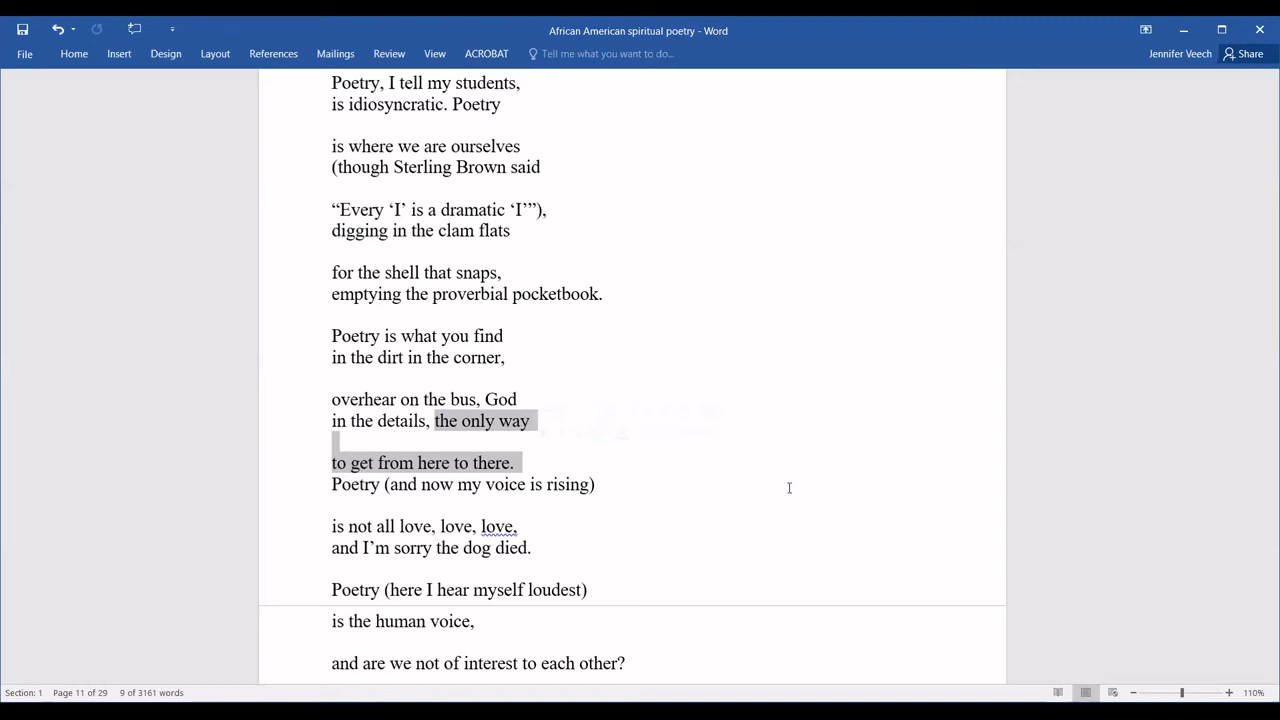 African American spiritual poetry - Word
File Home Insert Design Layout References Mailings Review View ACROBAT Tell me what you want to do... Jennifer Veech Share
Poetry, I tell my students,
is idiosyncratic. Poetry
is where we are ourselves
(though Sterling Brown said
“Every ‘I’ is a dramatic ‘I’”),
digging in the clam flats
for the shell that snaps,
emptying the proverbial pocketbook.
Poetry is what you find
in the dirt in the corner,
overhear on the bus, God
in the details, the only way
to get from here to there.
Poetry (and now my voice is rising)
is not all love, love, love,
and I’m sorry the dog died.
Poetry (here I hear myself loudest)
is the human voice,
and are we not of interest to each other?
Section: 1 Page 11 of 29 9 of 3161 words 110%